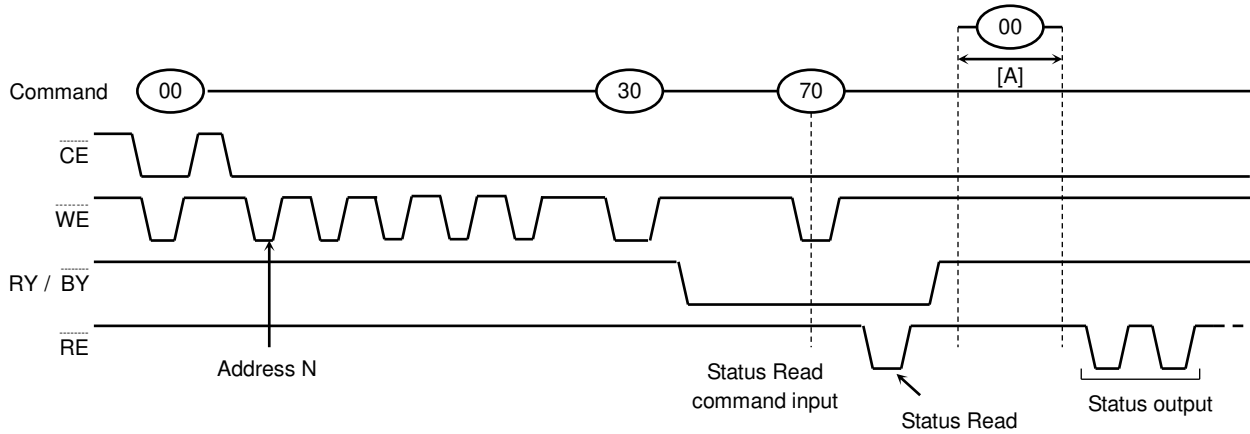 00
[A]
Command 00 30 70
CE
WE
RY / BY
RE
Address N
Status Read
command input
Status Read
Status output